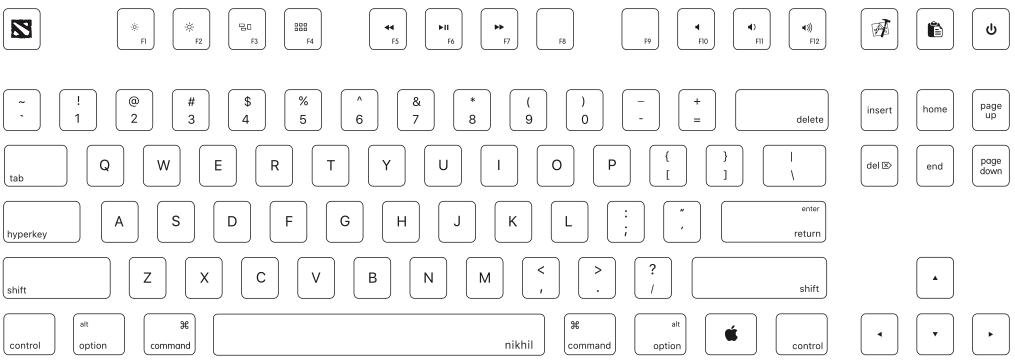 F1 F2 F3 F4 F5 F6 F7 F8 F9 F10 F11 F12
~ ! @ # $ % ^ & * ( ) _ +
` 1 2 3 4 5 6 7 8 9 0 - = delete insert home page up
tab Q W E R T Y U I O P { [ } ] | \ del ⌦ end page down
hyperkey A S D F G H J K L : ; " ' enter return
shift Z X C V B N M < , > . ? / shift
control alt option ⌘ command nikhil ⌘ command alt option control